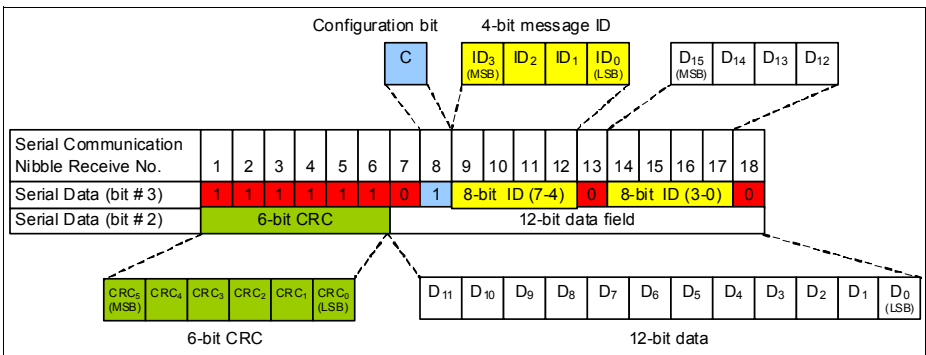 Configuration bit 4-bit message ID
C ID3 (MSB) ID2 ID1 ID0 (LSB) D15 (MSB) D14 D13 D12
Serial Communication
Nibble Receive No. 1 2 3 4 5 6 7 8 9 10 11 12 13 14 15 16 17 18
Serial Data (bit # 3) 1 1 1 1 1 1 0 1 8-bit ID (7-4) 0 8-bit ID (3-0) 0
Serial Data (bit # 2) 6-bit CRC 12-bit data field
CRC5 (MSB) CRC4 CRC3 CRC2 CRC1 CRC0 (LSB) D11 D10 D9 D8 D7 D6 D5 D4 D3 D2 D1 D0 (LSB)
6-bit CRC 12-bit data